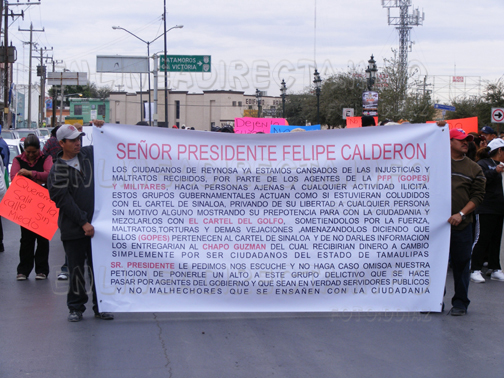 MATAMOROS
CD. VICTORIA
SEÑOR PRESIDENTE FELIPE CALDERON
LOS CIUDADANOS DE REYNOSA YA ESTAMOS CANSADOS DE LAS INJUSTICIAS Y
MALTRATOS RECIBIDOS, POR PARTE DE LOS AGENTES DE LA PFP (GOPES)
Y MILITARES, HACIA PERSONAS AJENAS A CUALQUIER ACTIVIDAD ILICITA.
ESTOS GRUPOS GUBERNAMENTALES ACTUAN COMO SI ESTUVIERAN COLUDIDOS
CON EL CARTEL DE SINALOA, PRIVANDO DE SU LIBERTAD A CUALQUIER PERSONA
SIN MOTIVO ALGUNO MOSTRANDO SU PREPOTENCIA PARA CON LA CIUDADANIA Y
MEZCLARLOS CON EL CARTEL DEL GOLFO, SOMETIENDOLOS POR LA FUERZA,
MALTRATOS,TORTURAS Y DEMAS VEJACIONES, AMENAZANDOLOS DICIENDO QUE
ELLOS (GOPES) PERTENECEN AL CARTEL DE SINALOA Y DE NO DARLES INFORMACION
LOS ENTREGARIAN AL CHAPO GUZMAN DEL CUAL RECIBIRIAN DINERO A CAMBIO
SIMPLEMENTE POR SER CIUDADANOS DEL ESTADO DE TAMAULIPAS
SR. PRESIDENTE LE PEDIMOS NOS ESCUCHE Y NO HAGA CASO OMISO A NUESTRA
PETICION DE PONERLE UN ALTO A ESTE GRUPO DELICTIVO QUE SE HACE
PASAR POR AGENTES DEL GOBIERNO Y QUE SEAN EN VERDAD SERVIDORES PUBLICOS
Y NO MALHECHORES QUE SE ENSAÑEN CON LA CIUDADANIA